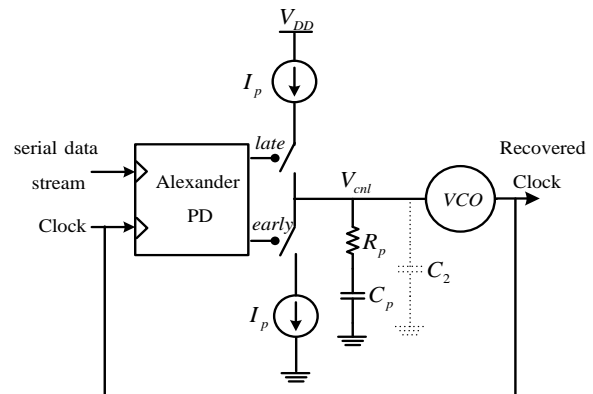 V_DD
I_p
late
serial data
stream
Alexander
PD
V_cnl
VCO
Recovered
Clock
Clock
early
R_p
C_p
C_2
I_p